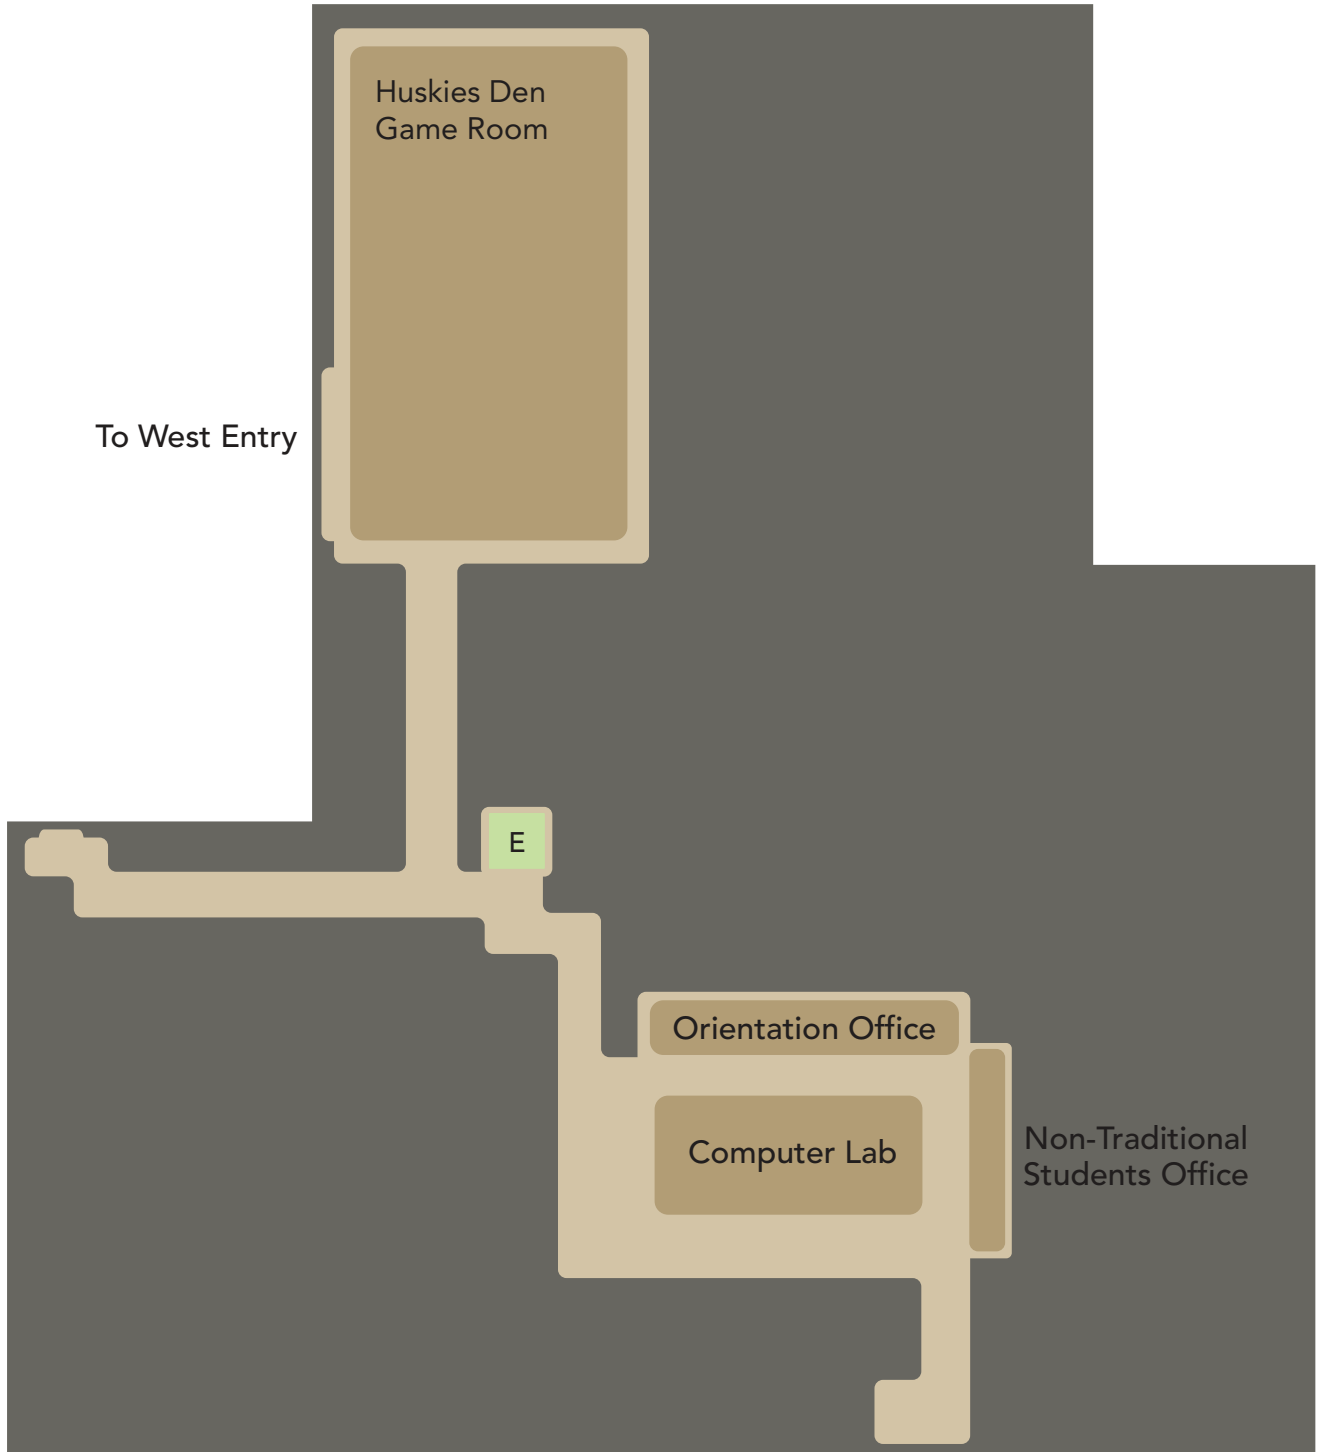 Huskies Den
Game Room
To West Entry
E
Orientation Office
Computer Lab
Non-Traditional
Students Office